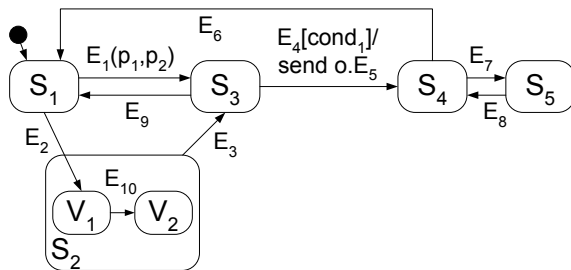 E₆
E₁(p₁,p₂)
E₄[cond₁]/
send o.E₅
E₇
S₁
S₃
S₄
S₅
E₉
E₈
E₂
E₃
E₁₀
V₁
V₂
S₂